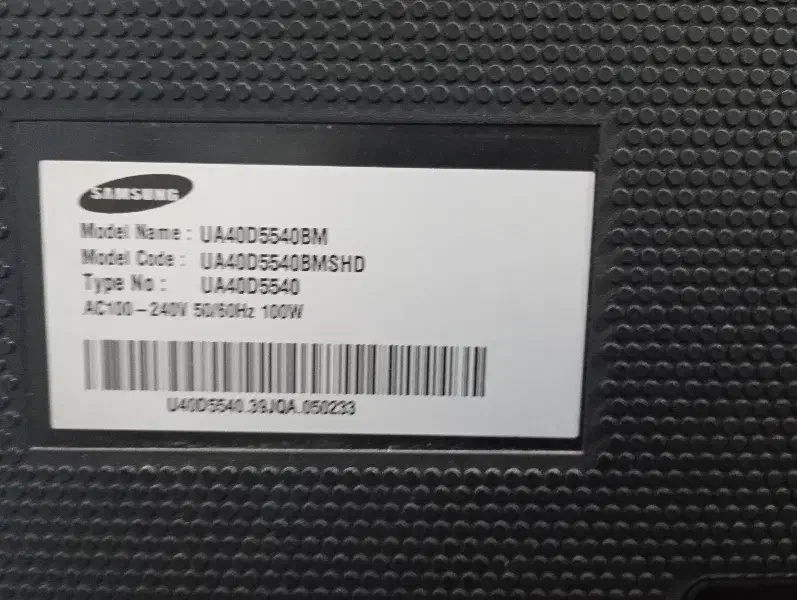 SAMSUNG
Model Name : UA40D5540BM
Model Code : UA40D5540BMSHD
Type No : UA40D5540
AC100 – 240V 50/60Hz 100W
U40D5540.39JQA.050233